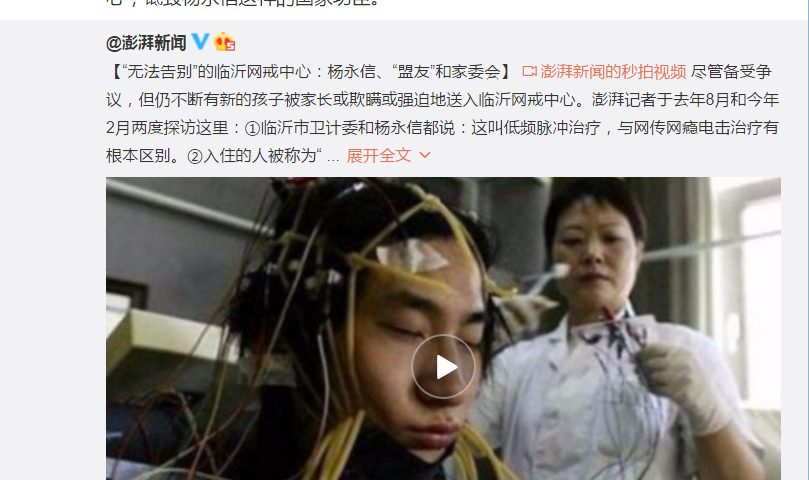 @澎湃新闻
【“无法告别”的临沂网戒中心：杨永信、“盟友”和家委会】 澎湃新闻的秒拍视频 尽管备受争
议，但仍不断有新的孩子被家长或欺瞒或强迫地送入临沂网戒中心。澎湃记者于去年8月和今年
2月两度探访这里：①临沂市卫计委和杨永信都说：这叫低频脉冲治疗，与网传网瘾电击治疗有
根本区别。②入住的人被称为“ ... 展开全文